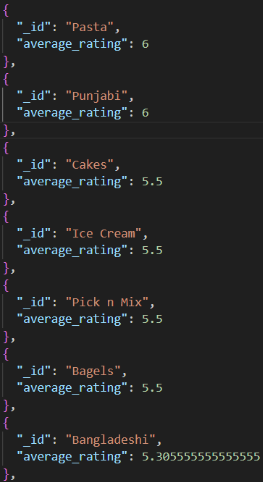 {
"_id": "Pasta",
"average_rating": 6
},
{
"_id": "Punjabi",
"average_rating": 6
},
{
"_id": "Cakes",
"average_rating": 5.5
},
{
"_id": "Ice Cream",
"average_rating": 5.5
},
{
"_id": "Pick n Mix",
"average_rating": 5.5
},
{
"_id": "Bagels",
"average_rating": 5.5
},
{
"_id": "Bangladeshi",
"average_rating": 5.305555555555555
},